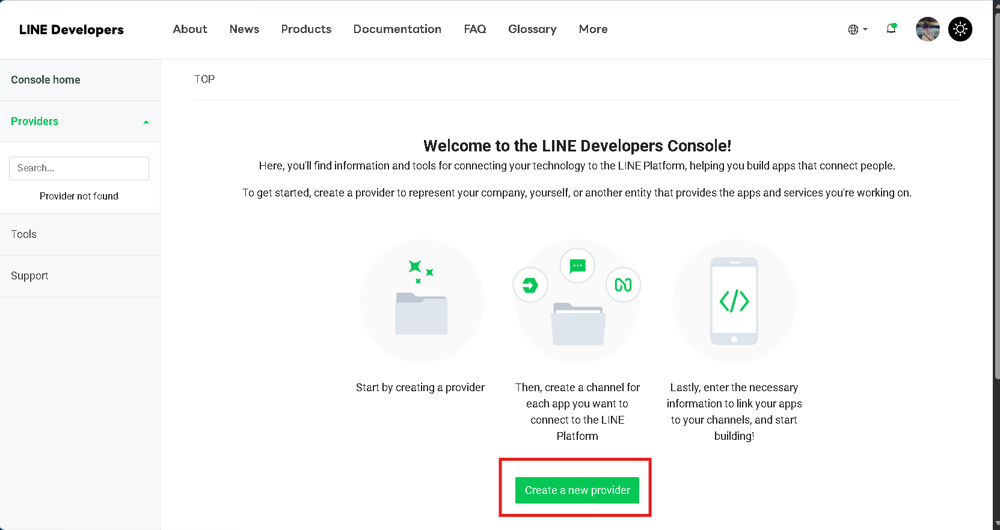 LINE Developers
About News Products Documentation FAQ Glossary More
Console home
Providers
Search...
Provider not found
Tools
Support
TOP
Welcome to the LINE Developers Console!
Here, you'll find information and tools for connecting your technology to the LINE Platform, helping you build apps that connect people.
To get started, create a provider to represent your company, yourself, or another entity that provides the apps and services you're working on.
Start by creating a provider
Then, create a channel for
each app you want to
connect to the LINE
Platform
Lastly, enter the necessary
information to link your apps
to your channels, and start
building!
Create a new provider